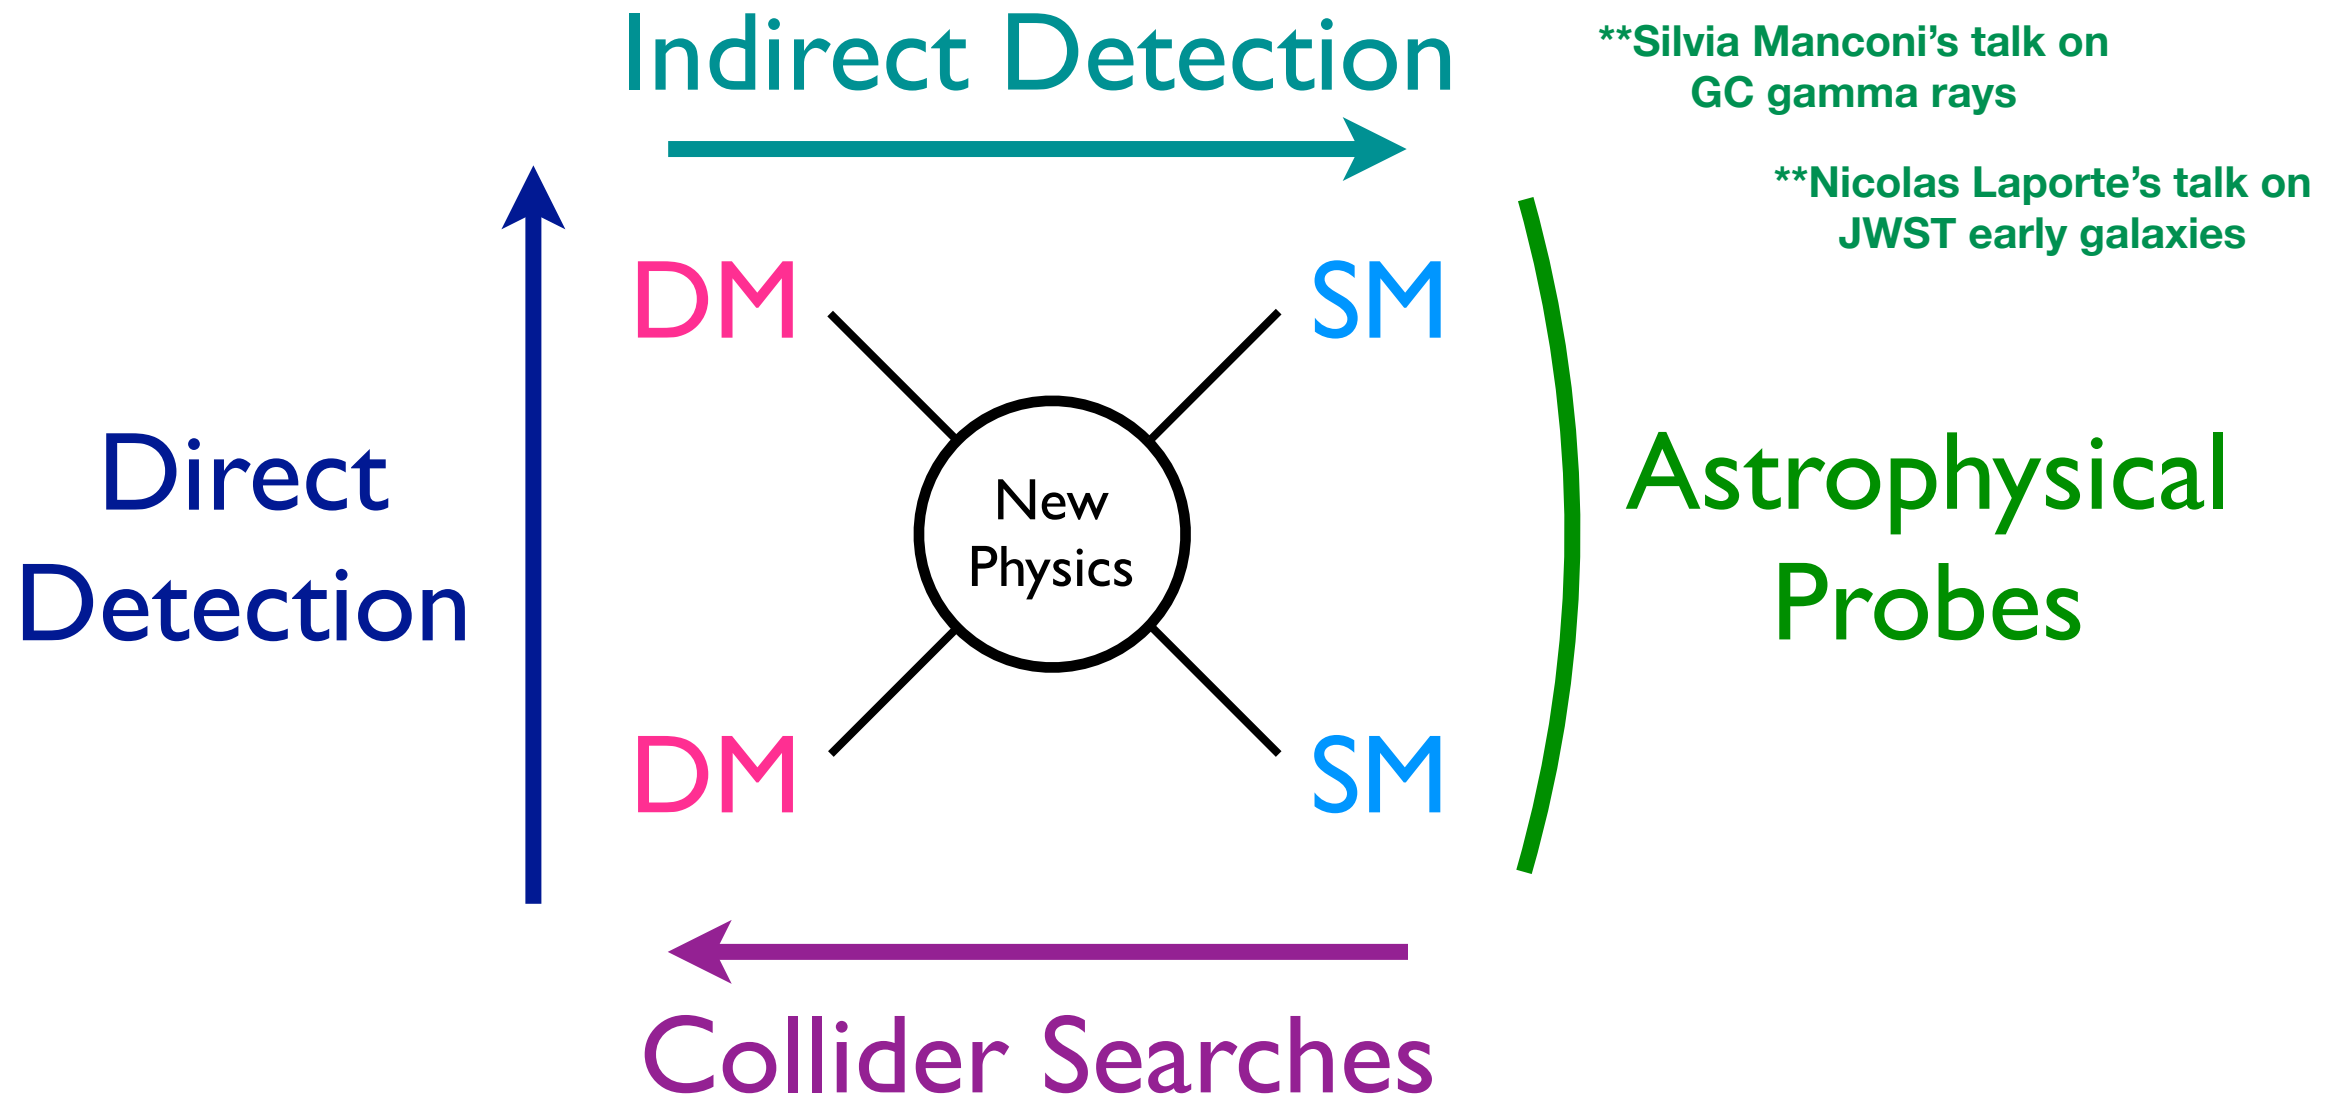 Indirect Detection
**Silvia Manconi’s talk on
GC gamma rays
**Nicolas Laporte’s talk on
JWST early galaxies
DM
SM
Direct
Detection
New
Physics
Astrophysical
Probes
DM
SM
Collider Searches